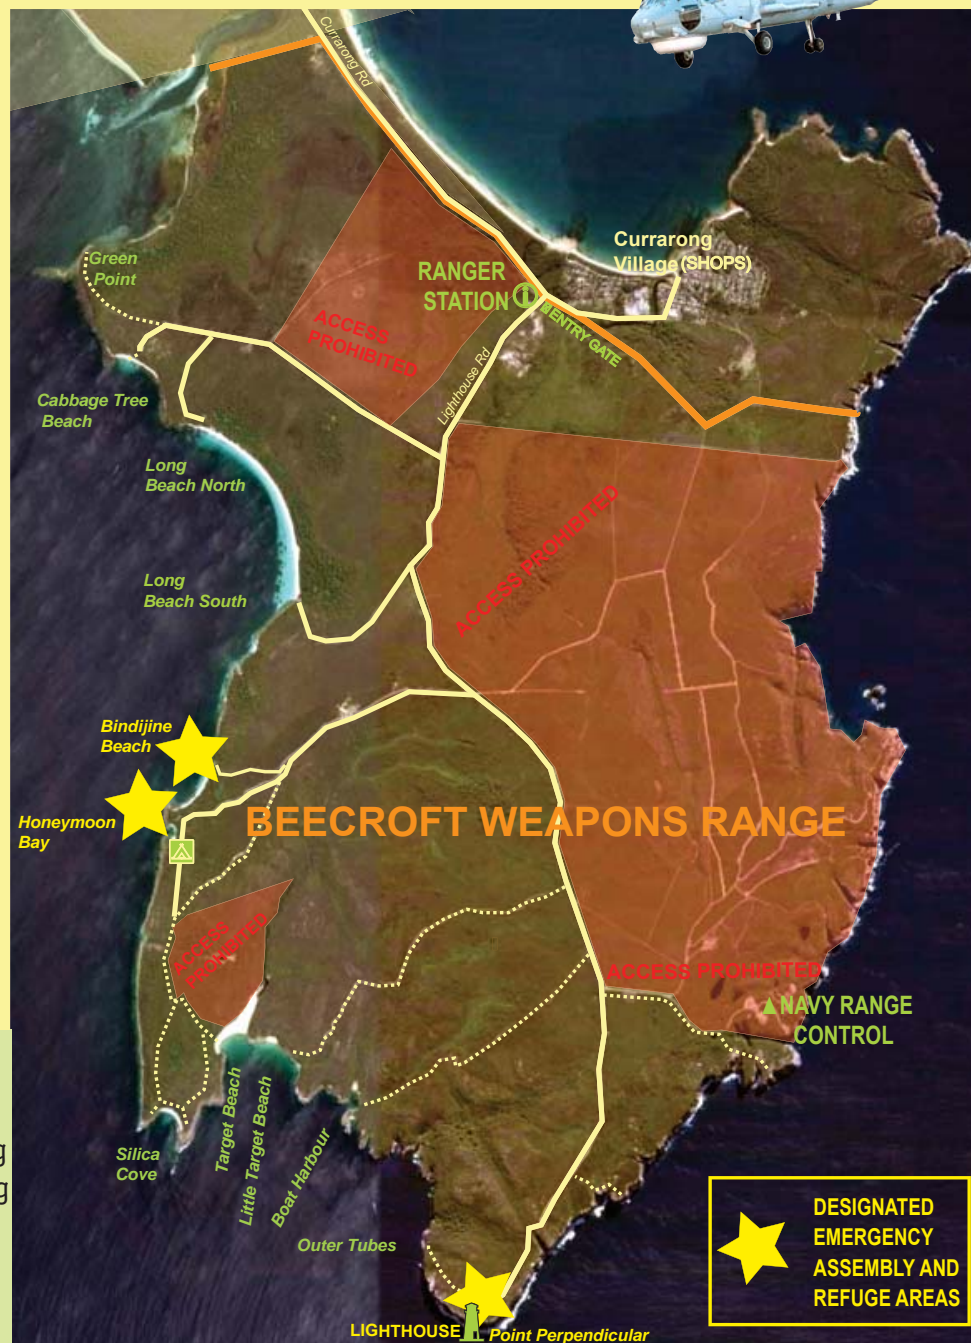 Currarong Rd
Green
Point
Currarong
Village (SHOPS)
RANGER
STATION
ENTRY GATE
ACCESS
PROHIBITED
Lighthouse Rd
Cabbage Tree
Beach
Long
Beach North
ACCESS PROHIBITED
Long
Beach South
Bindijine
Beach
Honeymoon
Bay
BEECROFT WEAPONS RANGE
ACCESS
PROHIBITED
ACCESS PROHIBITED
NAVY RANGE
CONTROL
Target Beach
Little Target Beach
Boat Harbour
Silica
Cove
g
g
Outer Tubes
LIGHTHOUSE
Point Perpendicular
DESIGNATED
EMERGENCY
ASSEMBLY AND
REFUGE AREAS